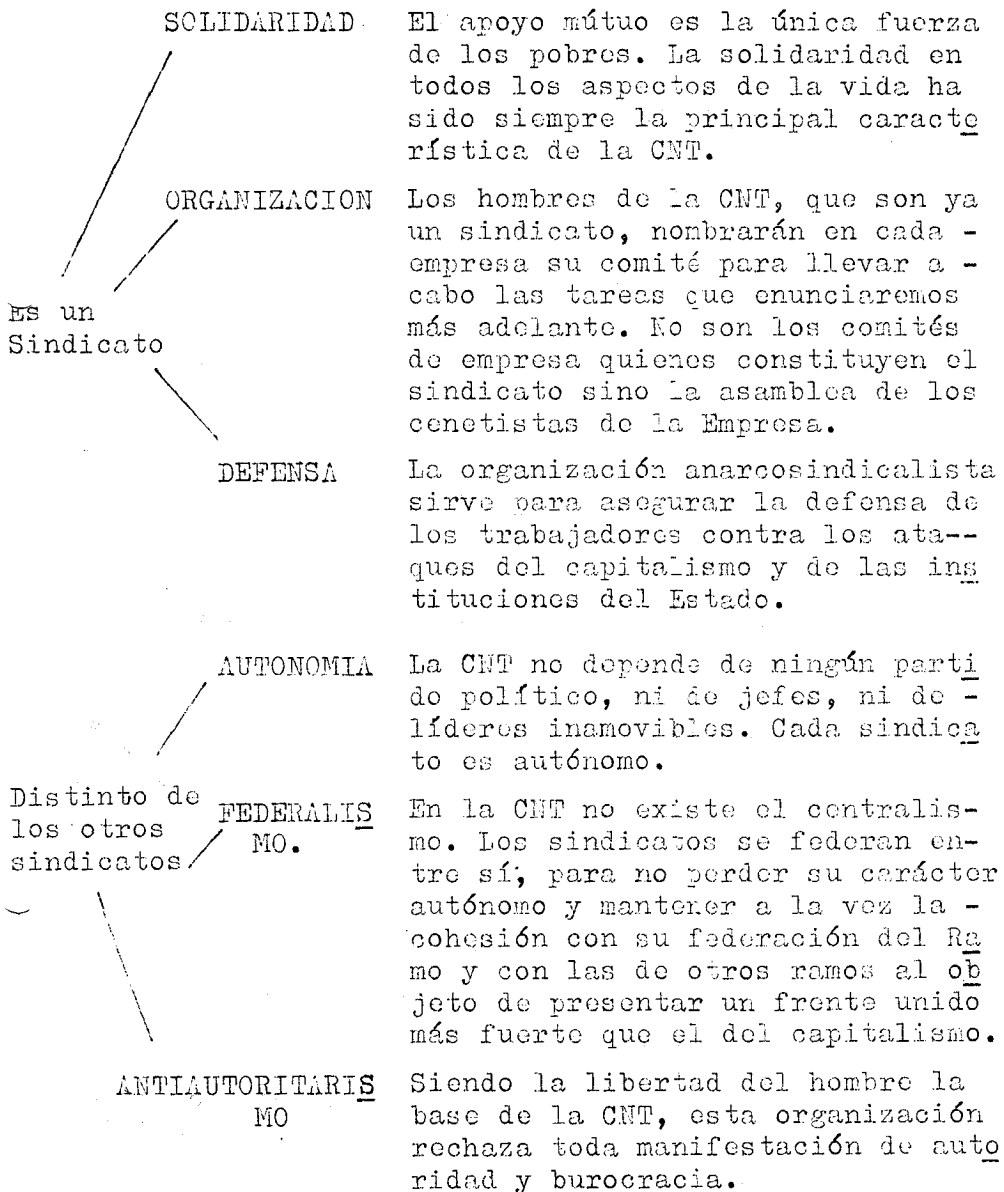 SOLIDARIDAD
El apoyo mútuo es la única fuerza
de los pobres. La solidaridad en
todos los aspectos de la vida ha
sido siempre la principal caracte
rística de la CNT.
ORGANIZACION
Los hombres de la CNT, que son ya
un sindicato, nombrarán en cada -
empresa su comité para llevar a -
cabo las tareas que enunciaremos
más adelante. No son los comités
de empresa quienes constituyen el
sindicato sino la asamblea de los
cenetistas de la Empresa.
Es un
Sindicato
DEFENSA
La organización anarcosindicalista
sirve para asegurar la defensa de
los trabajadores contra los ata--
ques del capitalismo y de las ins
tituciones del Estado.
AUTONOMIA
La CNT no depende de ningún parti
do político, ni de jefes, ni de -
líderes inamovibles. Cada sindica
to es autónomo.
Distinto de
los otros
sindicatos
FEDERALIS
MO.
En la CNT no existe el centralis-
mo. Los sindicatos se federan en-
tre sí, para no perder su carácter
autónomo y mantener a la vez la -
cohesión con su federación del Ra
mo y con las de otros ramos al ob
jeto de presentar un frente unido
más fuerte que el del capitalismo.
ANTIAUTORITARIS
MO
Siendo la libertad del hombre la
base de la CNT, esta organización
rechaza toda manifestación de auto
ridad y burocracia.